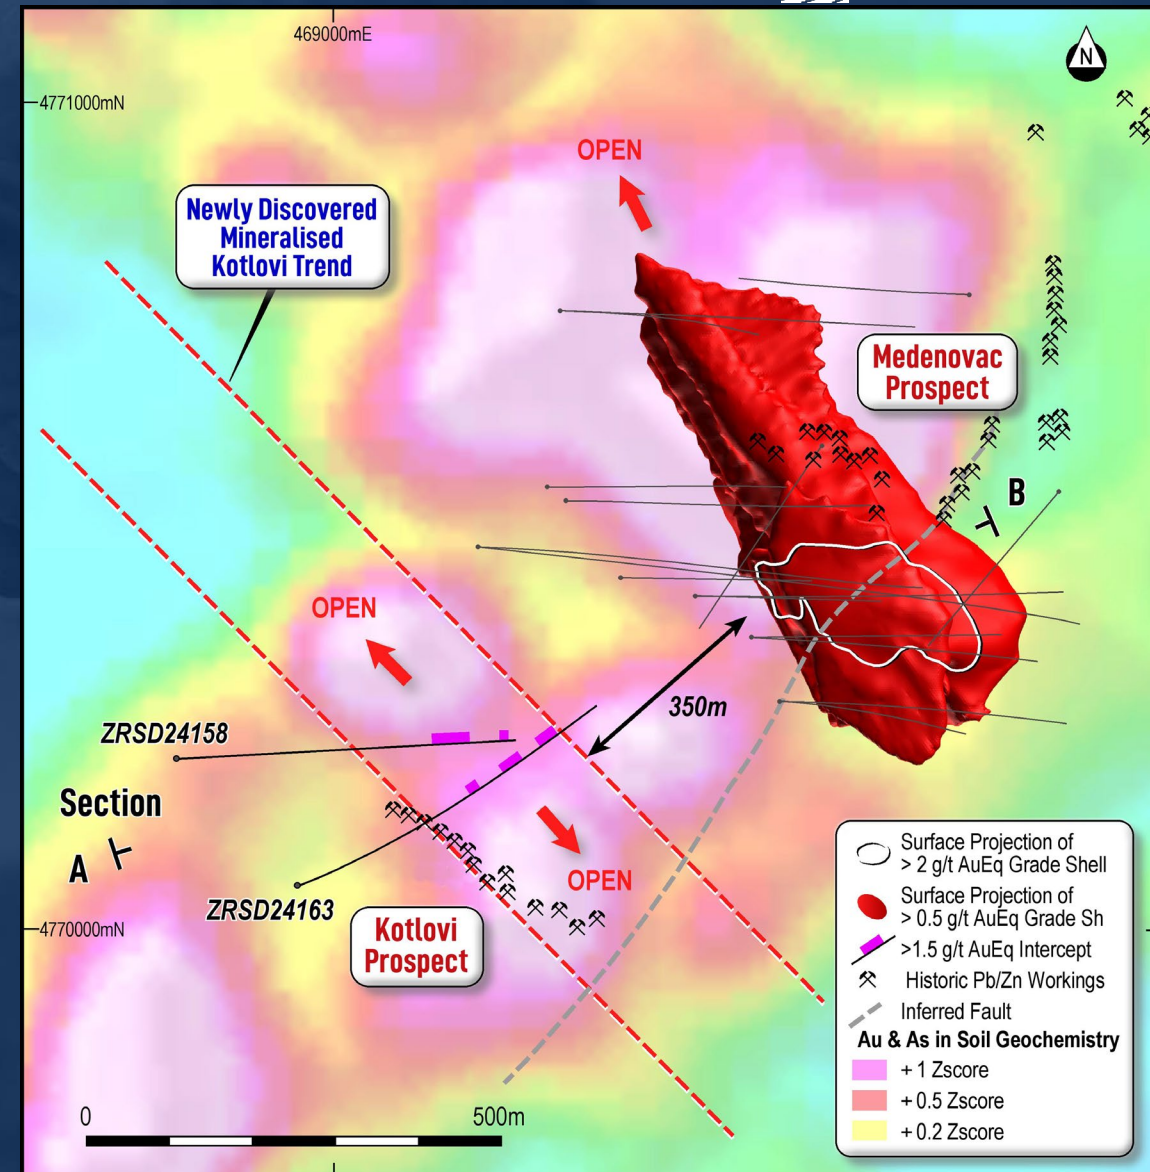 469000mE
N
4771000mN
OPEN
Newly Discovered
Mineralised
Kotlovi Trend
Medenovac
Prospect
B
OPEN
350m
ZRSD24158
Section
A
OPEN
ZRSD24163
4770000mN
Kotlovi
Prospect
Surface Projection of
> 2 g/t AuEq Grade Shell
Surface Projection of
> 0.5 g/t AuEq Grade Sh
>1.5 g/t AuEq Intercept
Historic Pb/Zn Workings
Inferred Fault
Au & As in Soil Geochemistry
+ 1 Zscore
+ 0.5 Zscore
+ 0.2 Zscore
0 500m